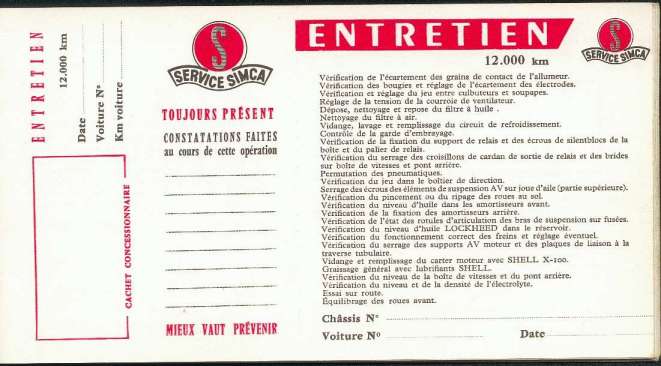 ENTRETIEN
12.000 km
Date
Voiture N°
Km voiture
CACHET CONCESSIONNAIRE
S
SERVICE SIMCA
TOUJOURS PRÉSENT
CONSTATATIONS FAITES
au cours de cette opération
MIEUX VAUT PRÉVENIR
ENTRETIEN
S
SERVICE SIMCA
12.000 km
Vérification de l'écartement des grains de contact de l'allumeur.
Vérification des bougies et réglage de l'écartement des électrodes.
Vérification et réglage du jeu entre culbuteurs et soupapes.
Réglage de la tension de la courroie de ventilateur.
Dépose, nettoyage et repose du filtre à huile .
Nettoyage du filtre à air.
Vidange, lavage et remplissage du circuit de refroidissement.
Contrôle de la garde d'embrayage.
Vérification de la fixation du support de relais et des écrous de silentblocs de la
boîte et du palier de relais.
Vérification du serrage des croisillons de cardan de sortie de relais et des brides
sur boîte de vitesses et pont arrière.
Permutation des pneumatiques.
Vérification du jeu dans le boîtier de direction.
Serrage des écrous des éléments de suspension AV sur joue d'aile (partie supérieure).
Vérification du pincement ou du ripage des roues au sol.
Vérification du niveau d'huile dans les amortisseurs avant.
Vérification de la fixation des amortisseurs arrière.
Vérification de l'état des rotules d'articulation des bras de suspension sur fusées.
Vérification du niveau d'huile LOCKHEED dans le réservoir.
Vérification du fonctionnement correct des freins et réglage éventuel.
Vérification du serrage des supports AV moteur et des plaques de liaison à la
traverse tubulaire.
Vidange et remplissage du carter moteur avec SHELL X-100.
Graissage général avec lubrifiants SHELL.
Vérification du niveau de la boîte de vitesses et du pont arrière.
Vérification du niveau et de la densité de l'électrolyte.
Essai sur route.
Équilibrage des roues avant.
Châssis N°
Voiture N° Date